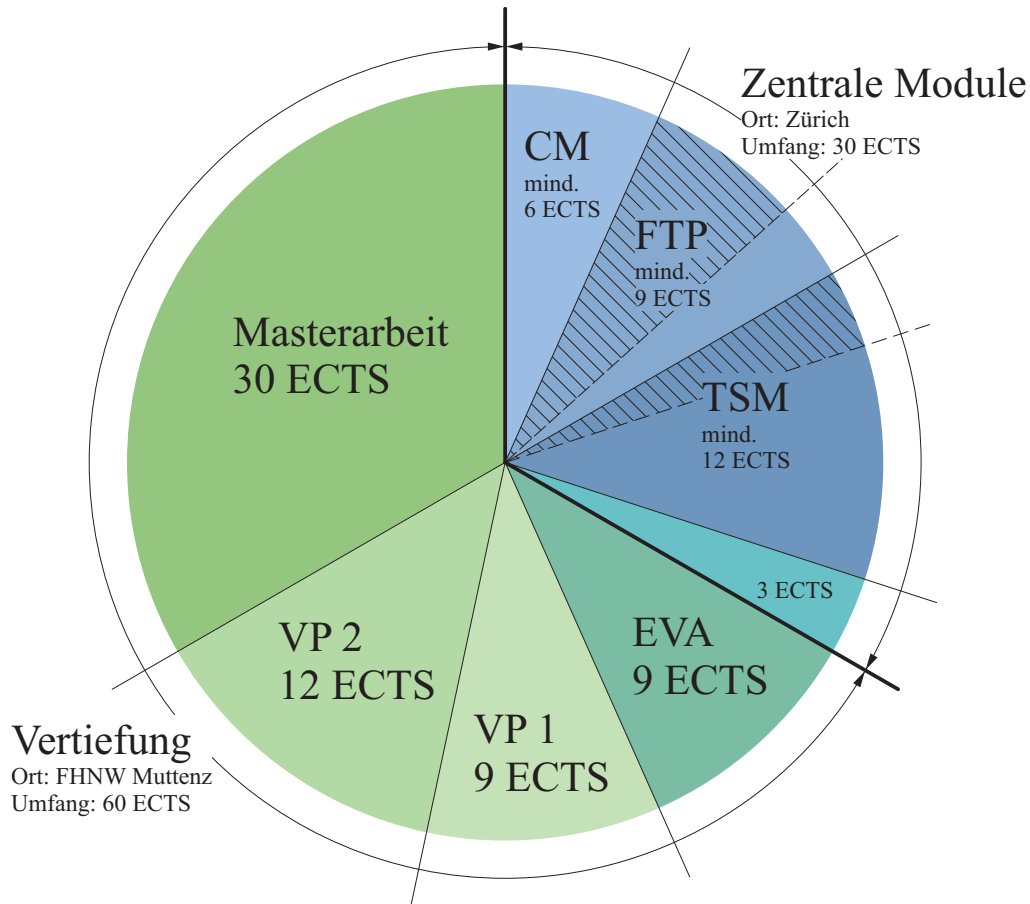 Zentrale Module
Ort: Zürich
Umfang: 30 ECTS
CM
mind.
6 ECTS
FTP
mind.
9 ECTS
TSM
mind.
12 ECTS
3 ECTS
Masterarbeit
30 ECTS
EVA
9 ECTS
VP 2
12 ECTS
VP 1
9 ECTS
Vertiefung
Ort: FHNW Muttenz
Umfang: 60 ECTS